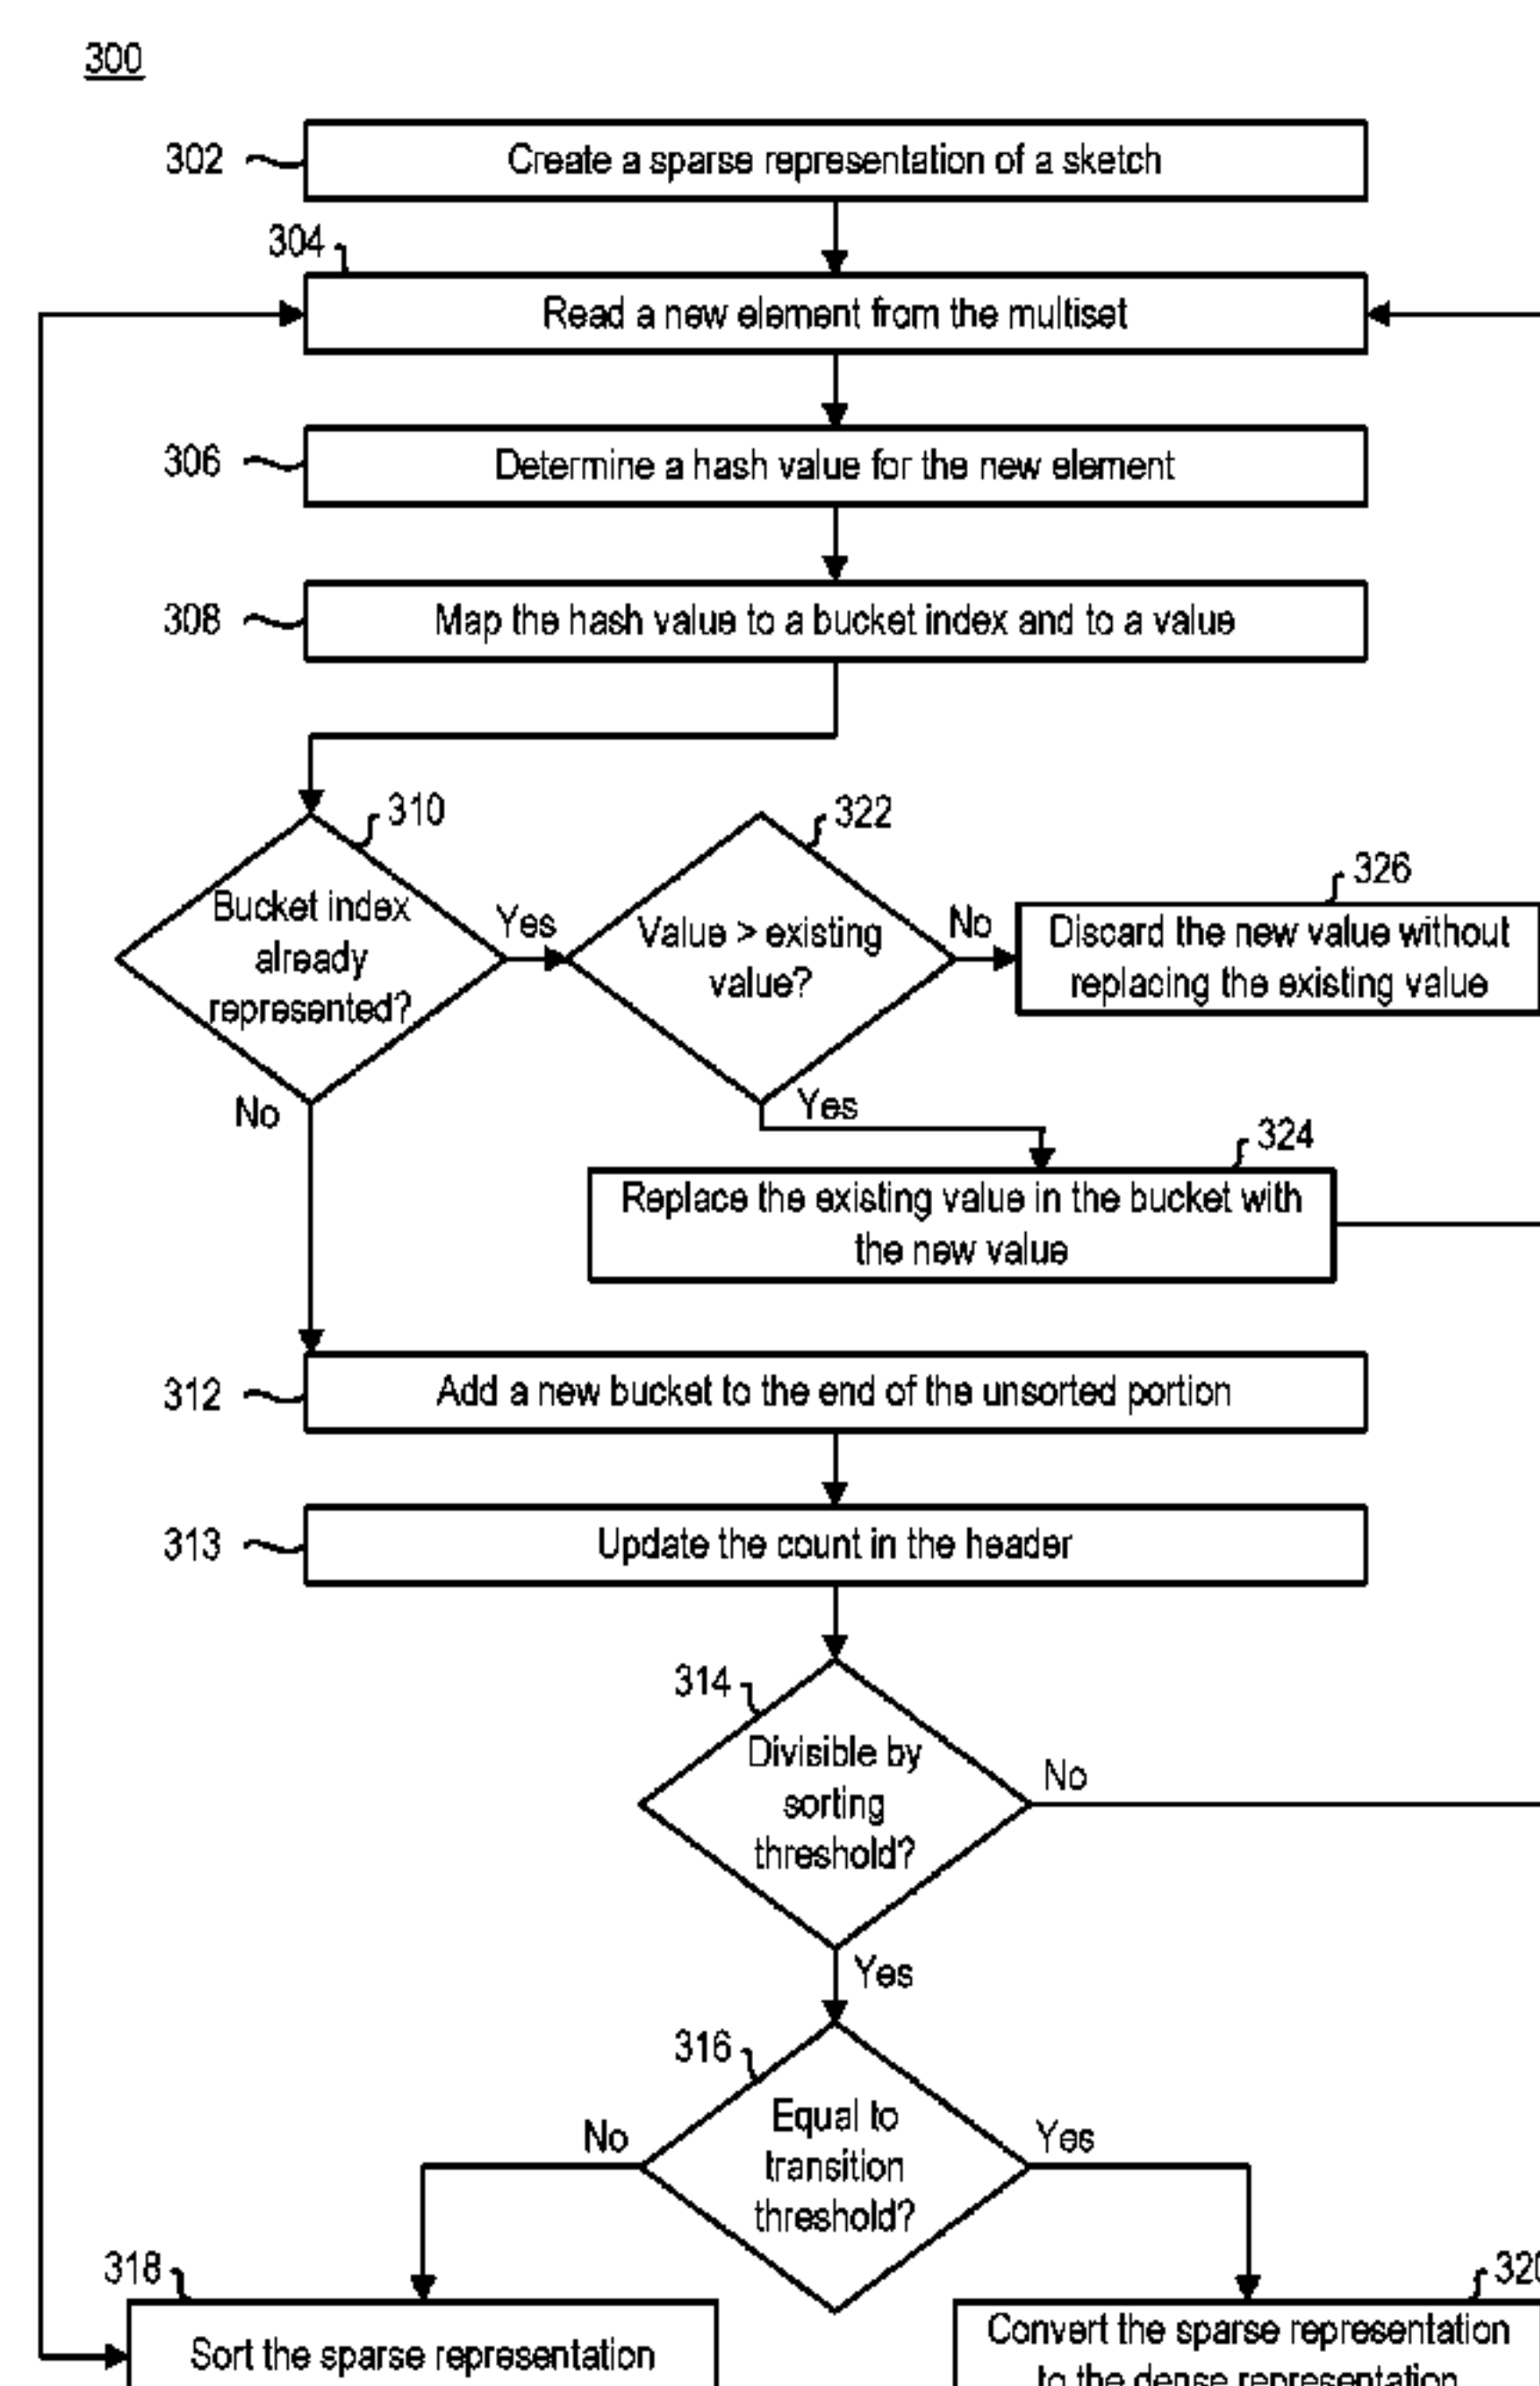 300
302
Create a sparse representation of a sketch
304
Read a new element from the multiset
306
Determine a hash value for the new element
308
Map the hash value to a bucket index and to a value
310
Bucket index
already
represented?
Yes
No
322
Value > existing
value?
No
Yes
326
Discard the new value without
replacing the existing value
324
Replace the existing value in the bucket with
the new value
312
Add a new bucket to the end of the unsorted portion
313
Update the count in the header
314
Divisible by
sorting
threshold?
No
Yes
316
Equal to
transition
threshold?
No
Yes
318
Sort the sparse representation
320
Convert the sparse representation
to the dense representation